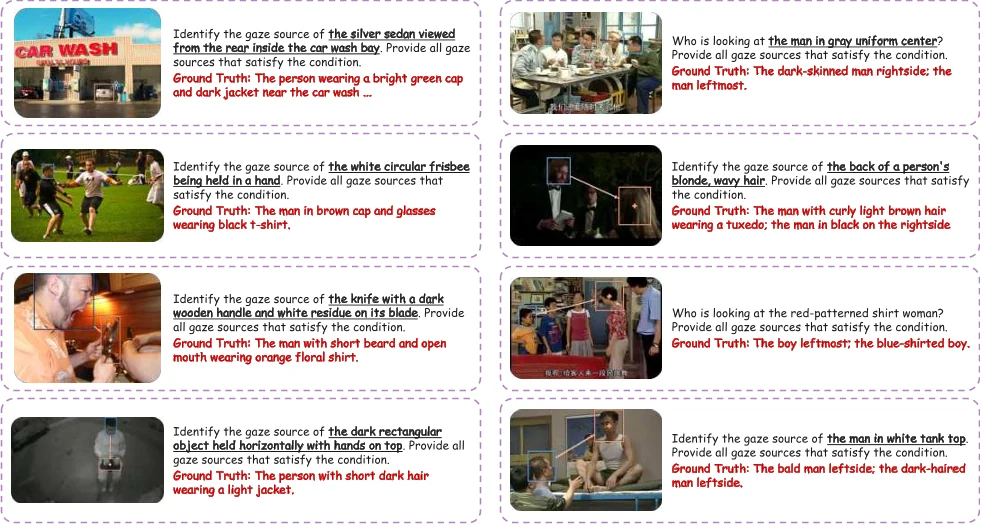 CAR WASH
Identify the gaze source of the silver sedan viewed
from the rear inside the car wash bay. Provide all gaze
sources that satisfy the condition.
Ground Truth: The person wearing a bright green cap
and dark jacket near the car wash ...
Identify the gaze source of the white circular frisbee
being held in a hand. Provide all gaze sources that
satisfy the condition.
Ground Truth: The man in brown cap and glasses
wearing black t-shirt.
Identify the gaze source of the knife with a dark
wooden handle and white residue on its blade. Provide
all gaze sources that satisfy the condition.
Ground Truth: The man with short beard and open
mouth wearing orange floral shirt.
Identify the gaze source of the dark rectangular
object held horizontally with hands on top. Provide all
gaze sources that satisfy the condition.
Ground Truth: The person with short dark hair
wearing a light jacket.
Who is looking at the man in gray uniform center?
Provide all gaze sources that satisfy the condition.
Ground Truth: The dark-skinned man rightside; the
man leftmost.
Identify the gaze source of the back of a person's
blonde, wavy hair. Provide all gaze sources that satisfy
the condition.
Ground Truth: The man with curly light brown hair
wearing a tuxedo; the man in black on the rightside
Who is looking at the red-patterned shirt woman?
Provide all gaze sources that satisfy the condition.
Ground Truth: The boy leftmost; the blue-shirted boy.
Identify the gaze source of the man in white tank top.
Provide all gaze sources that satisfy the condition.
Ground Truth: The bald man leftside; the dark-haired
man leftside.